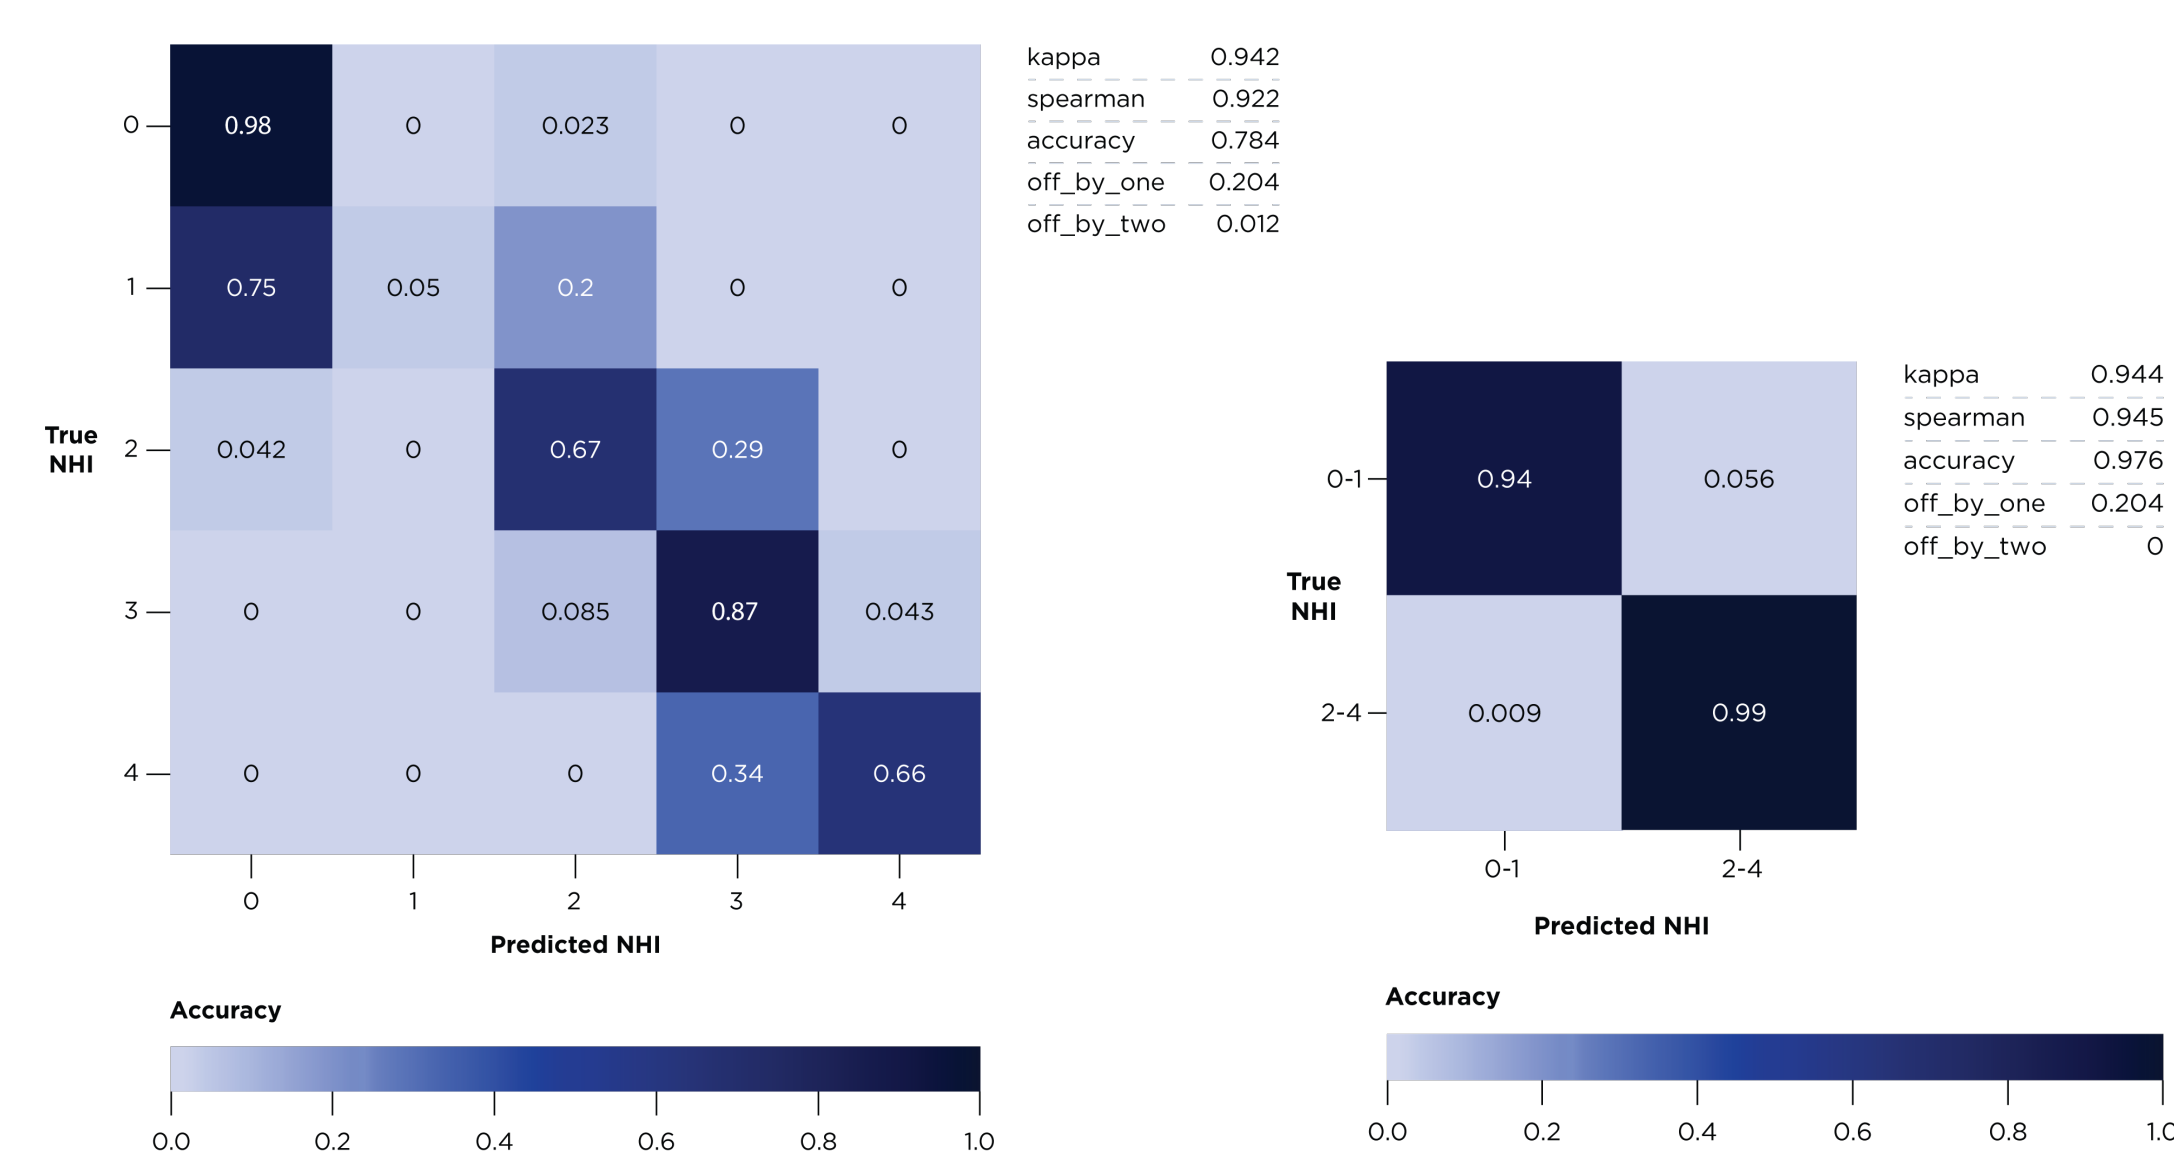 kappa 0.942
spearman 0.922
accuracy 0.784
off_by_one 0.204
off_by_two 0.012
0 0.98 0 0.023 0 0
1 0.75 0.05 0.2 0 0
True
NHI
2 0.042 0 0.67 0.29 0
3 0 0 0.085 0.87 0.043
4 0 0 0 0.34 0.66
0 1 2 3 4
Predicted NHI
Accuracy
0.0 0.2 0.4 0.6 0.8 1.0
kappa 0.944
spearman 0.945
accuracy 0.976
off_by_one 0.204
off_by_two 0
0-1 0.94 0.056
True
NHI
2-4 0.009 0.99
0-1 2-4
Predicted NHI
Accuracy
0.0 0.2 0.4 0.6 0.8 1.0